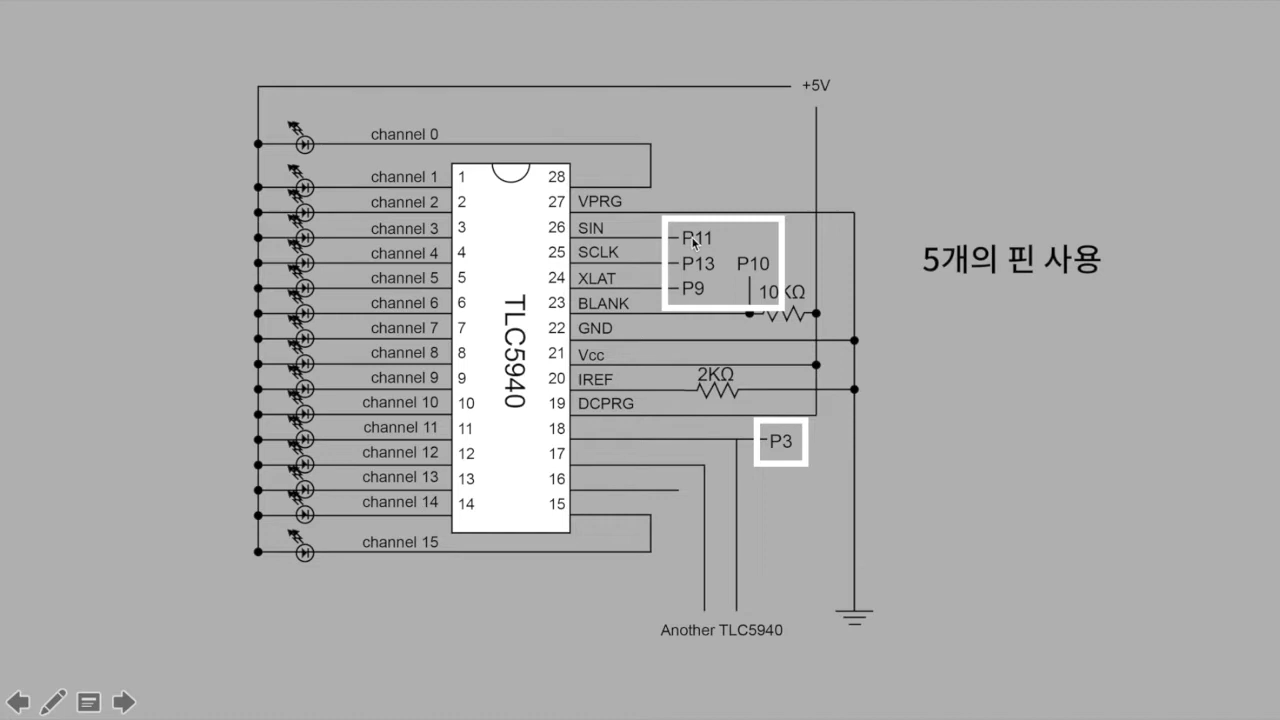 +5V
channel 0
channel 1
channel 2
channel 3
channel 4
channel 5
channel 6
channel 7
channel 8
channel 9
channel 10
channel 11
channel 12
channel 13
channel 14
channel 15
1 28
2 27
3 26
4 25
5 24
6 23
7 22
8 21
9 20
10 19
11 18
12 17
13 16
14 15
TLC5940
VPRG
SIN
SCLK
XLAT
BLANK
GND
Vcc
IREF
DCPRG
P11
P13 P10
P9
10KΩ
2KΩ
P3
Another TLC5940
5개의 핀 사용